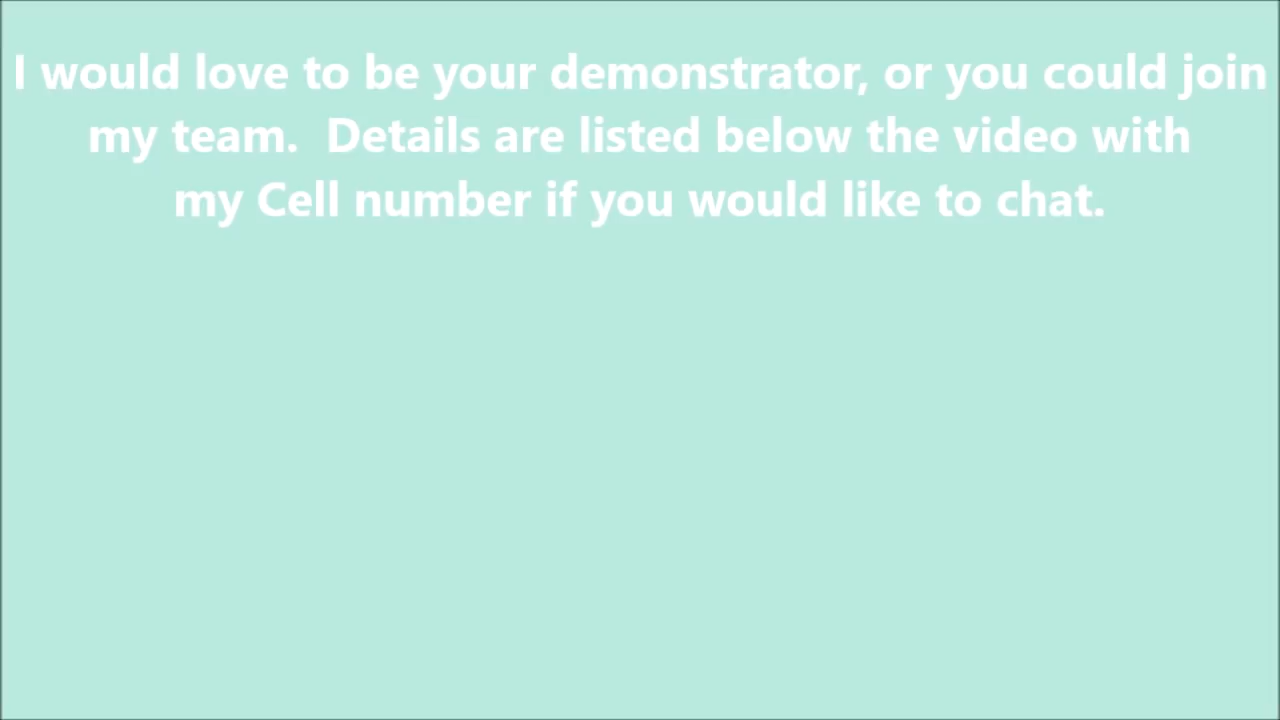 I would love to be your demonstrator, or you could join
my team.  Details are listed below the video with
my Cell number if you would like to chat.